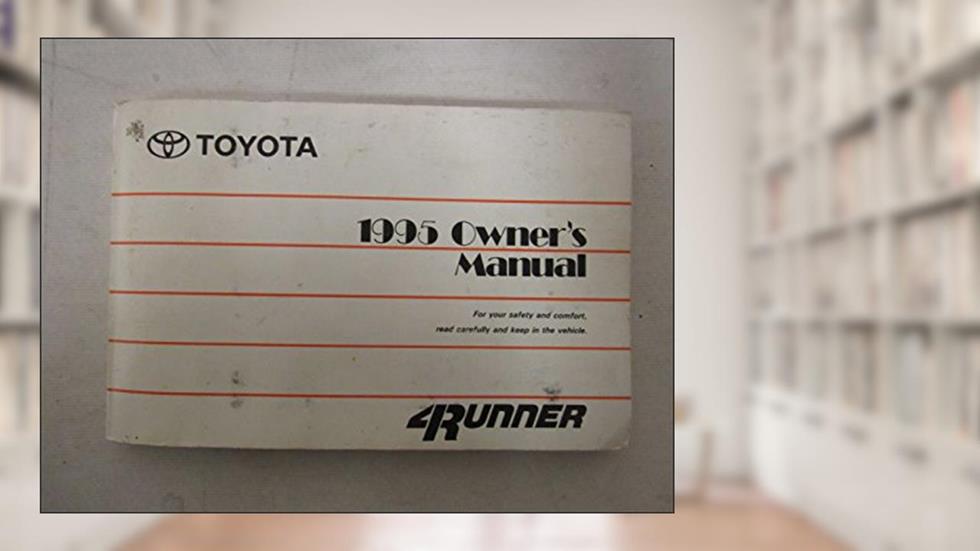 TOYOTA
1995 Owner's
Manual
For your safety and comfort,
read carefully and keep in the vehicle.
4RUNNER